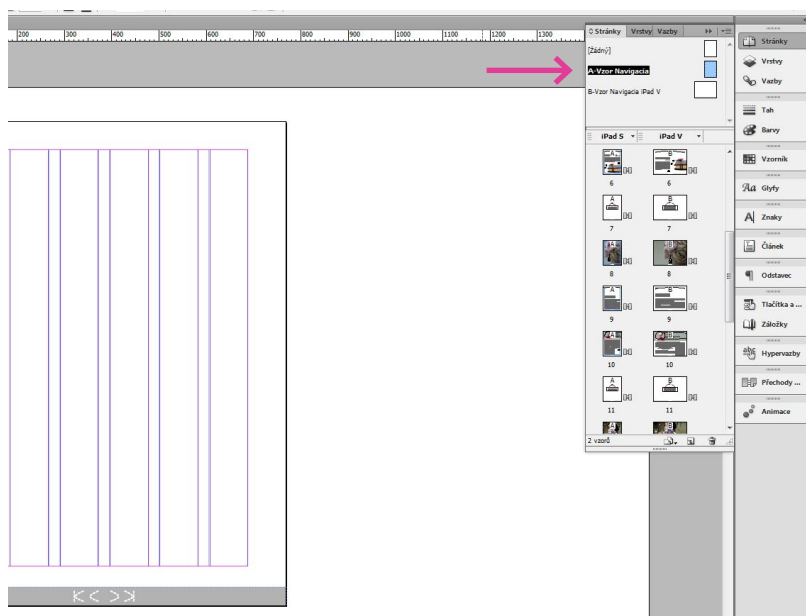 200 300 400 500 600 700 800 900 1000 1100 1200 1300
Stránky Vrstvy Vazby
[Žádný]
A-Vzor Navigacia
B-Vzor Navigacia iPad V
iPad S iPad V
A B
6 6
A B
7 7
A B
8 8
A B
9 9
A B
10 10
A B
11 11
A B
2 vzorů
Stránky
Vrstvy
Vazby
Tah
Barvy
Vzorník
Glyfy
Znaky
Článek
Odstavec
Tlačítka a ...
Záložky
Hypervazby
Přechody ...
Animace